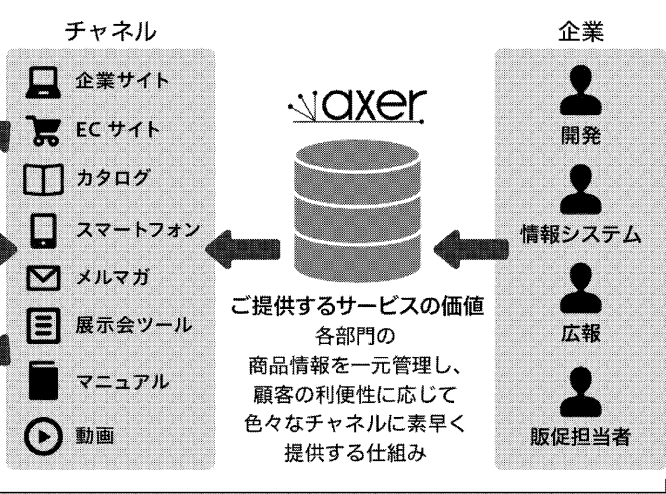 チャネル
企業サイト
ECサイト
カタログ
スマートフォン
メルマガ
展示会ツール
マニュアル
動画
axer.
ご提供するサービスの価値
各部門の
商品情報を一元管理し、
顧客の利便性に応じて
色々なチャネルに素早く
提供する仕組み
企業
開発
情報システム
広報
販促担当者